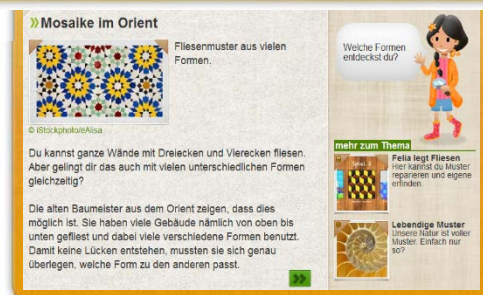 »Mosaike im Orient
Fliesenmuster aus vielen
Formen.
© iStockphoto/eAlisa
Du kannst ganze Wände mit Dreiecken und Vierecken fliesen.
Aber gelingt dir das auch mit vielen unterschiedlichen Formen
gleichzeitig?
Die alten Baumeister aus dem Orient zeigen, dass dies
möglich ist. Sie haben viele Gebäude nämlich von oben bis
unten gefliest und dabei viele verschiedene Formen benutzt.
Damit keine Lücken entstehen, mussten sie sich genau
überlegen, welche Form zu den anderen passt.
»
Welche Formen
entdeckst du?
mehr zum Thema
Felia legt Fliesen
Hier kannst du Muster
reparieren und eigene
erfinden.
Lebendige Muster
Unsere Natur ist voller
Muster. Einfach nur
so?